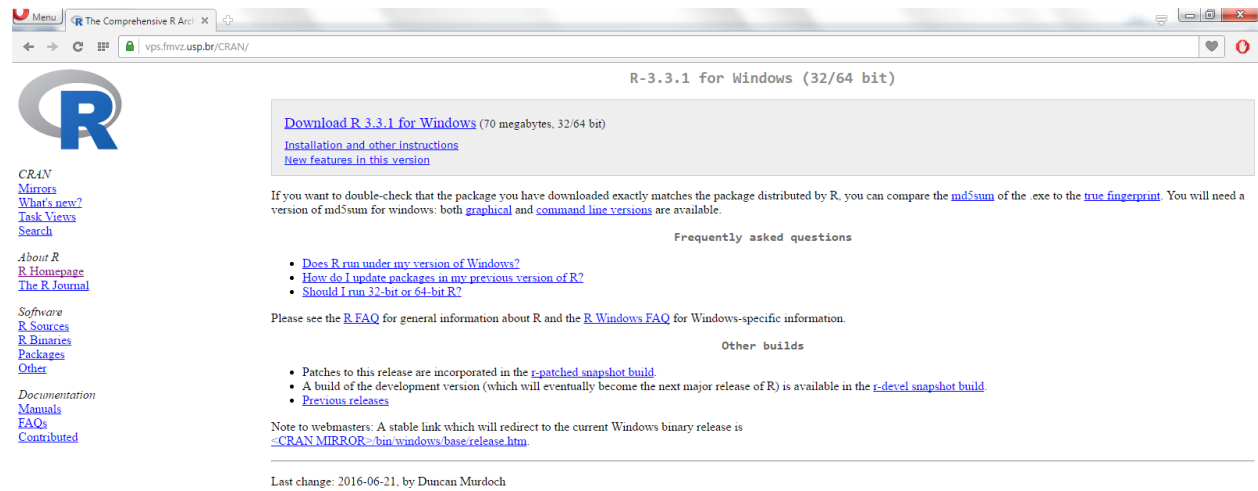 Menu
The Comprehensive R Arc
vps.fmvz.usp.br/CRAN/
R
CRAN
Mirrors
What's new?
Task Views
Search
About R
R Homepage
The R Journal
Software
R Sources
R Binaries
Packages
Other
Documentation
Manuals
FAQs
Contributed
R-3.3.1 for Windows (32/64 bit)
Download R 3.3.1 for Windows (70 megabytes, 32/64 bit)
Installation and other instructions
New features in this version
If you want to double-check that the package you have downloaded exactly matches the package distributed by R, you can compare the md5sum of the .exe to the true fingerprint. You will need a
version of md5sum for windows: both graphical and command line versions are available.
Frequently asked questions
• Does R run under my version of Windows?
• How do I update packages in my previous version of R?
• Should I run 32-bit or 64-bit R?
Please see the R FAQ for general information about R and the R Windows FAQ for Windows-specific information.
Other builds
• Patches to this release are incorporated in the r-patched snapshot build.
• A build of the development version (which will eventually become the next major release of R) is available in the r-devel snapshot build.
• Previous releases
Note to webmasters: A stable link which will redirect to the current Windows binary release is
<CRAN MIRROR>/bin/windows/base/release.htm.
Last change: 2016-06-21, by Duncan Murdoch